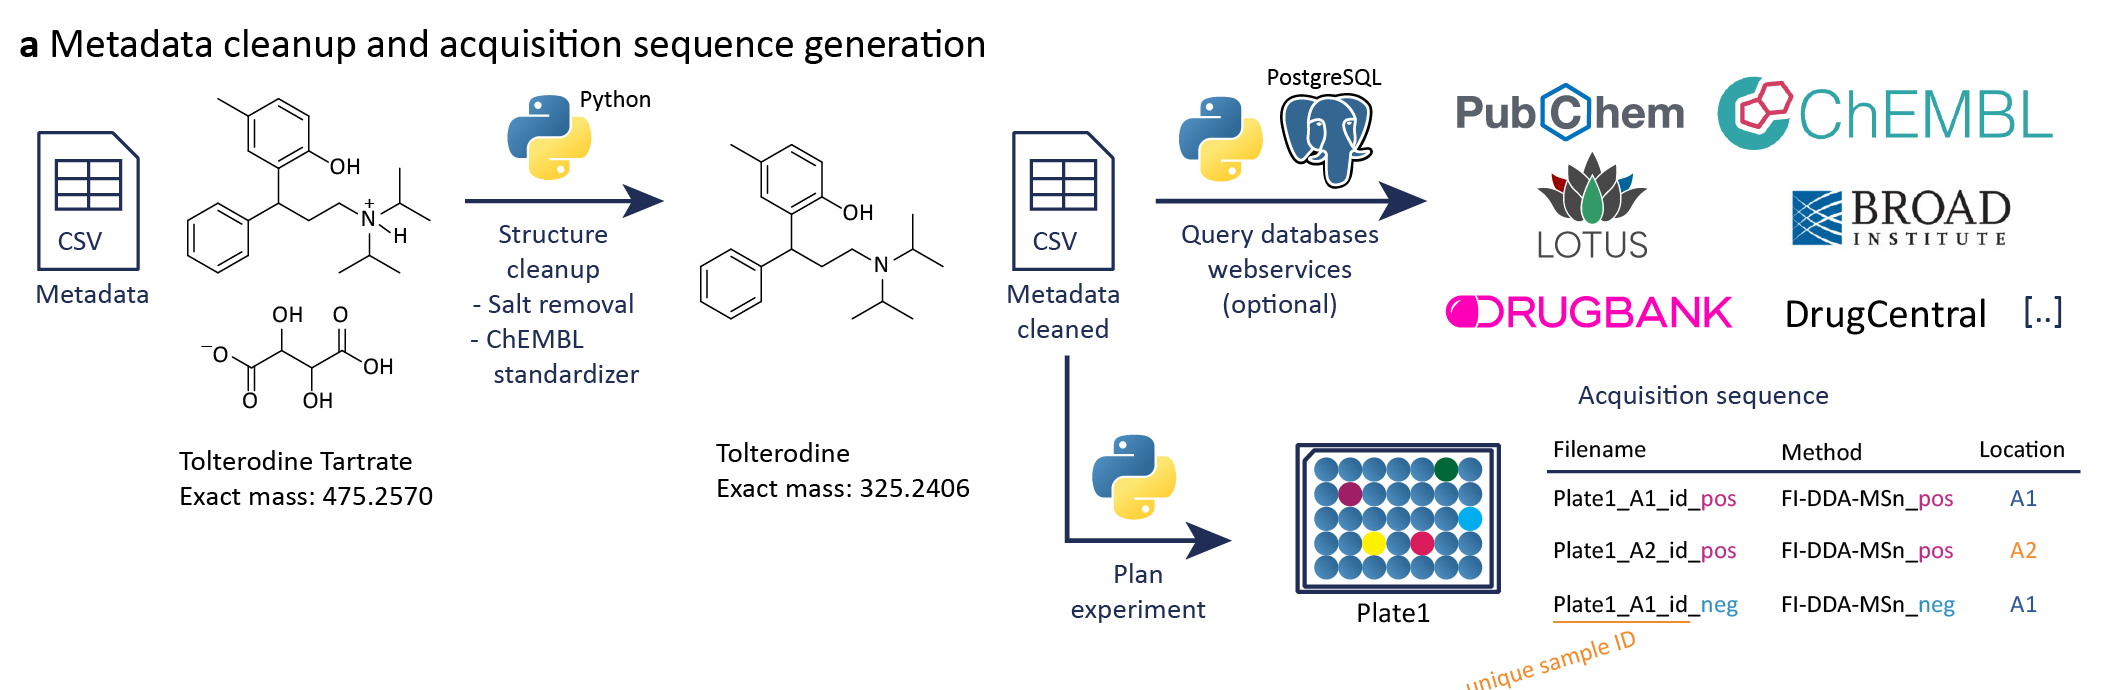 a Metadata cleanup and acquisition sequence generation
CSV
Metadata
OH
N
+
H
OH
O
⁻O
OH
O
OH
Tolterodine Tartrate
Exact mass: 475.2570
Python
Structure
cleanup
- Salt removal
- ChEMBL
standardizer
OH
N
Tolterodine
Exact mass: 325.2406
CSV
Metadata
cleaned
PostgreSQL
Query databases
webservices
(optional)
PubChem
ChEMBL
LOTUS
BROAD
INSTITUTE
DRUGBANK
DrugCentral
[..]
Plan
experiment
Plate1
Acquisition sequence
Filename Method Location
Plate1_A1_id_pos FI-DDA-MSn_pos A1
Plate1_A2_id_pos FI-DDA-MSn_pos A2
Plate1_A1_id_neg FI-DDA-MSn_neg A1
unique sample ID